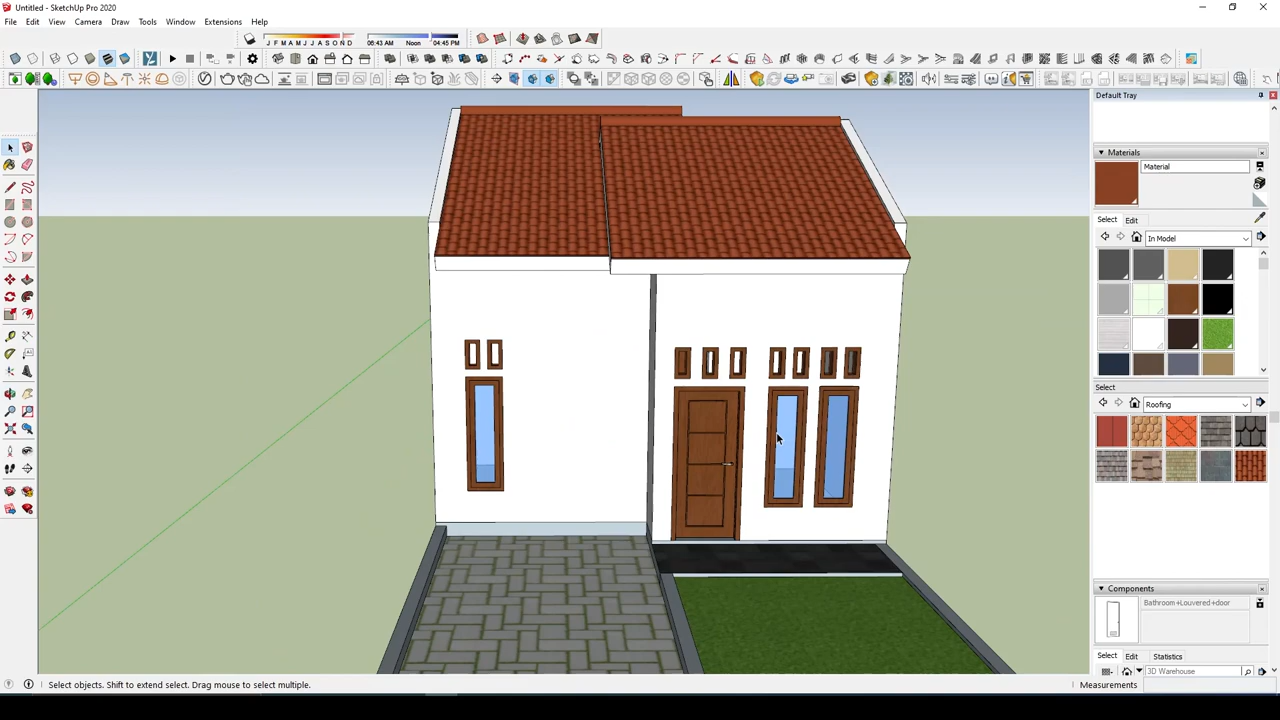 Untitled - SketchUp Pro 2020
File Edit View Camera Draw Tools Window Extensions Help
J F M A M J J A S O N D 06:43 AM Noon 04:45 PM
Default Tray
Materials
Material
Select Edit
In Model
Select
Roofing
Components
Bathroom+Louvered+door
Select Edit Statistics
3D Warehouse
Select objects. Shift to extend select. Drag mouse to select multiple. Measurements